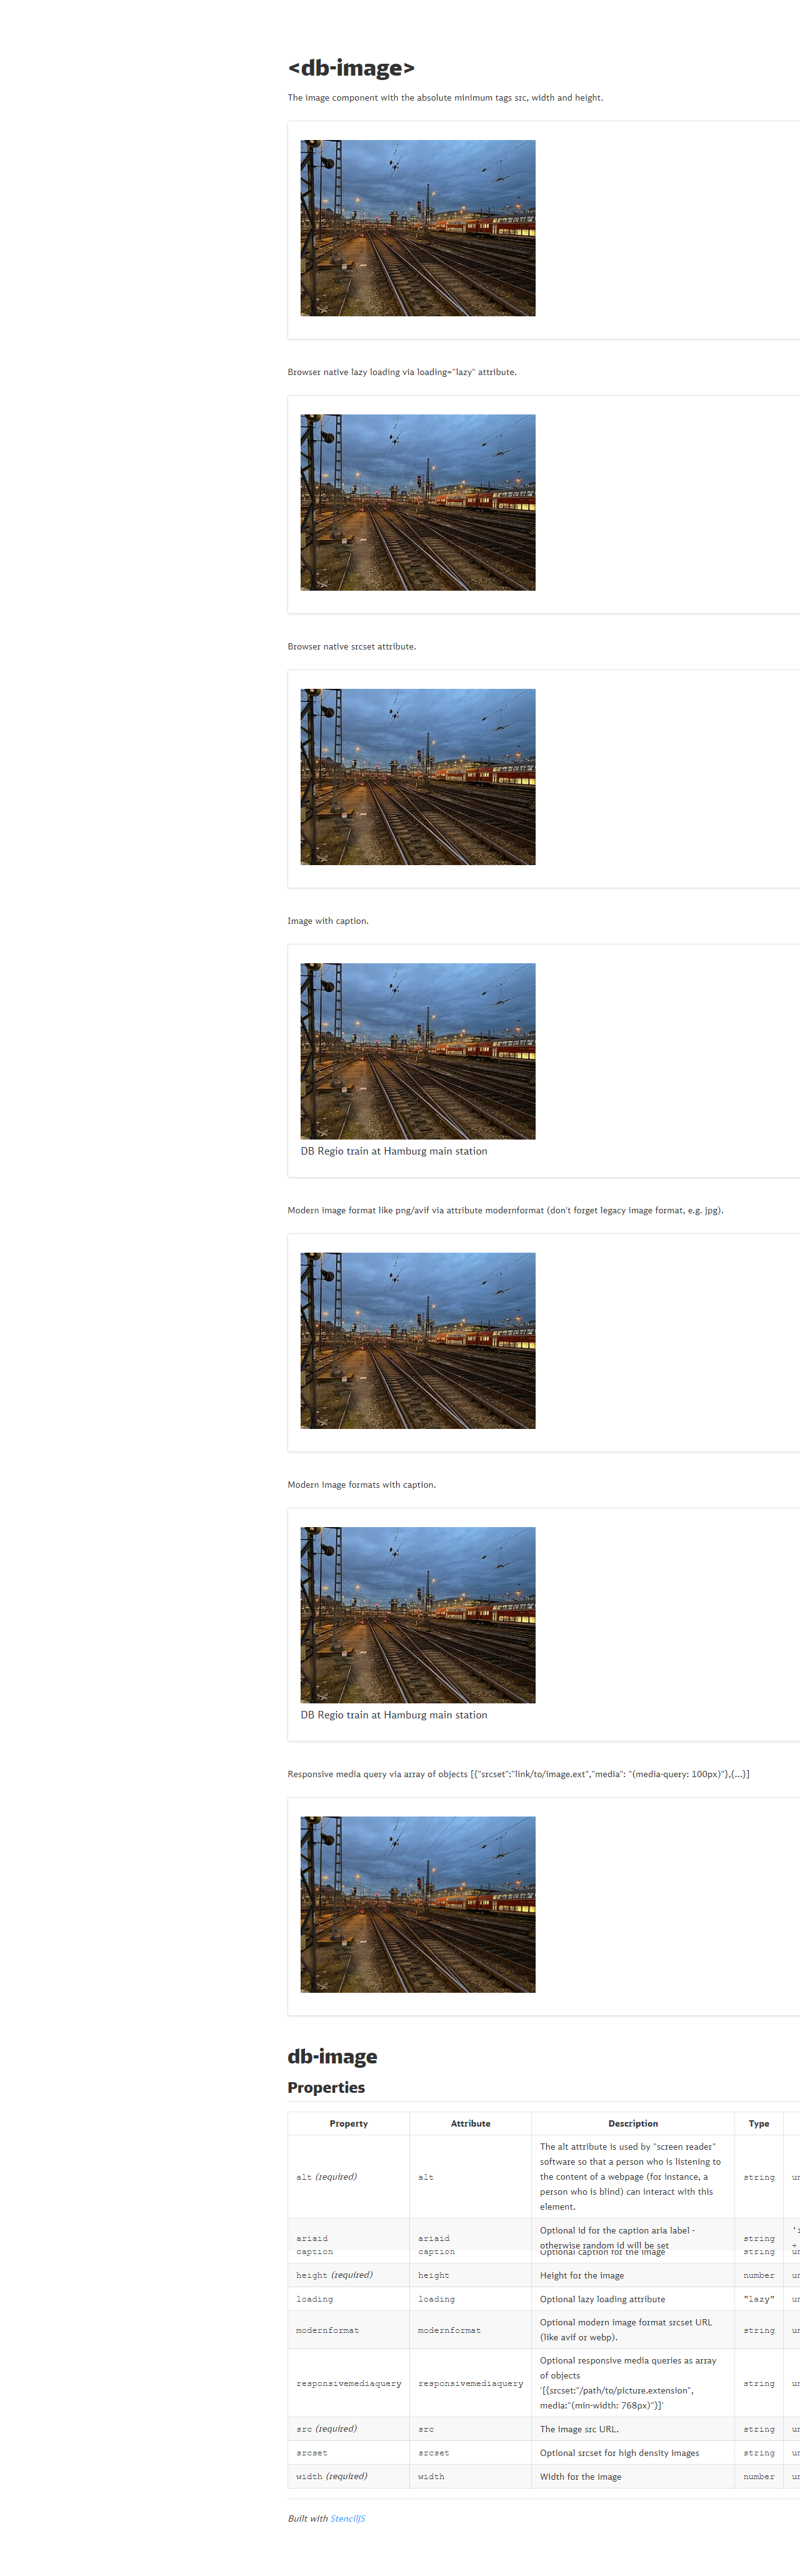 <db-image>
The image component with the absolute minimum tags src, width and height.
Browser native lazy loading via loading="lazy" attribute.
Browser native srcset attribute.
Image with caption.
DB Regio train at Hamburg main station
Modern image format like png/avif via attribute modernformat (don't forget legacy image format, e.g. jpg).
Modern image formats with caption.
DB Regio train at Hamburg main station
Responsive media query via array of objects [{"srcset":"link/to/image.ext","media": "(media-query: 100px)"},{...}]
db-image
Properties
Property Attribute Description Type
The alt attribute is used by "screen reader"
software so that a person who is listening to
alt (required) alt the content of a webpage (for instance, a string un
person who is blind) can interact with this
element.
Optional id for the caption aria label - 'i
ariaid ariaid string
otherwise random id will be set +
caption caption Optional caption for the image string un
height (required) height Height for the image number un
loading loading Optional lazy loading attribute "lazy" un
Optional modern image format srcset URL
modernformat modernformat string un
(like avif or webp).
Optional responsive media queries as array
of objects
responsivemediaquery responsivemediaquery string un
'[{srcset:"/path/to/picture.extension",
media:"(min-width: 768px)"}]'
src (required) src The image src URL. string un
srcset srcset Optional srcset for high density images string un
width (required) width Width for the image number un
Built with StencilJS